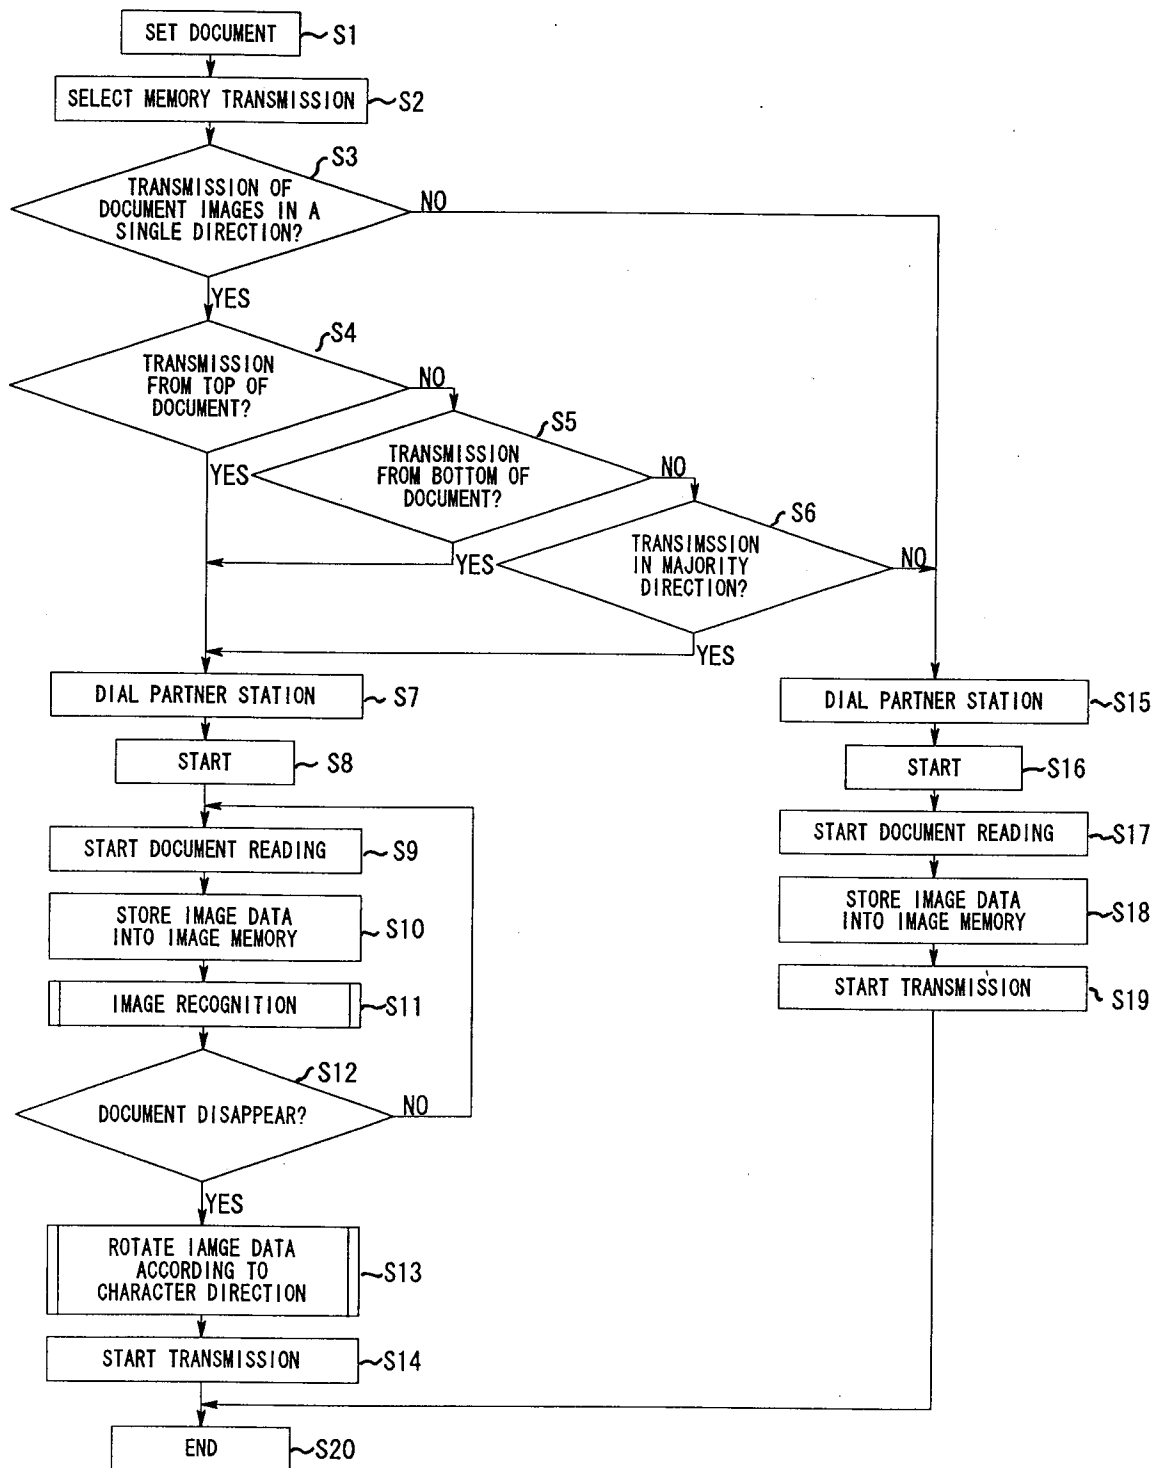 SET DOCUMENT
S1
SELECT MEMORY TRANSMISSION
S2
S3
TRANSMISSION OF
DOCUMENT IMAGES IN A
SINGLE DIRECTION?
NO
YES
S4
TRANSMISSION
FROM TOP OF
DOCUMENT?
NO
YES
S5
TRANSMISSION
FROM BOTTOM OF
DOCUMENT?
NO
YES
S6
TRANSIMSSION
IN MAJORITY
DIRECTION?
NO
YES
DIAL PARTNER STATION
S7
START
S8
START DOCUMENT READING
S9
STORE IMAGE DATA
INTO IMAGE MEMORY
S10
IMAGE RECOGNITION
S11
S12
DOCUMENT DISAPPEAR?
NO
YES
ROTATE IAMGE DATA
ACCORDING TO
CHARACTER DIRECTION
S13
START TRANSMISSION
S14
DIAL PARTNER STATION
S15
START
S16
START DOCUMENT READING
S17
STORE IMAGE DATA
INTO IMAGE MEMORY
S18
START TRANSMISSION
S19
END
S20